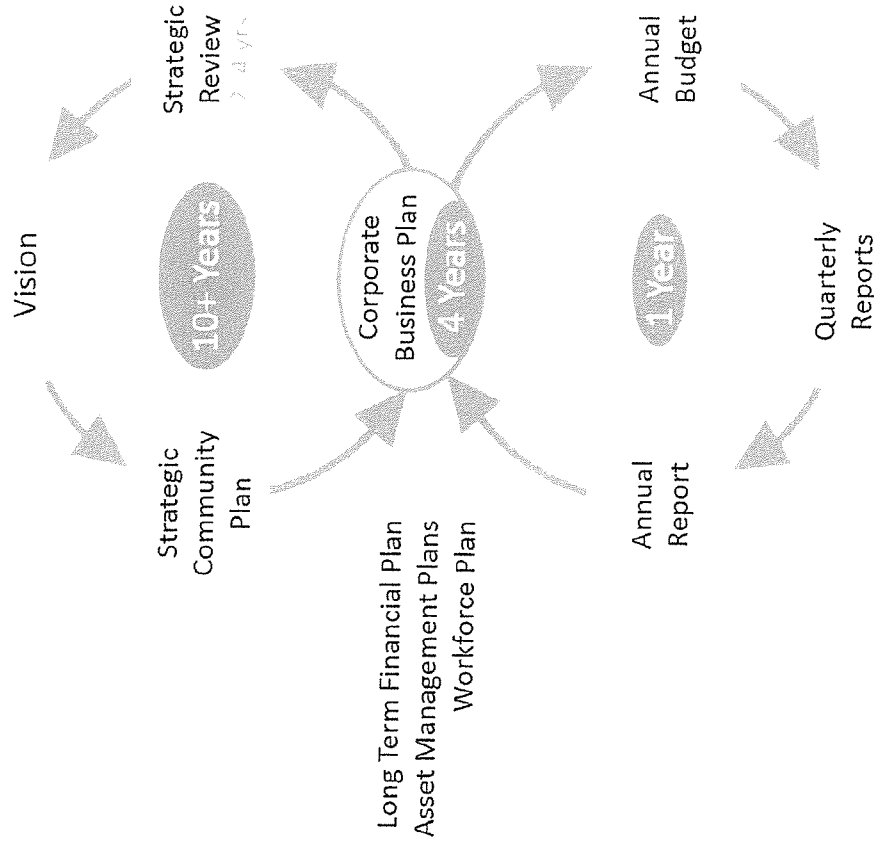 Vision
Strategic
Community
Plan
10+ Years
Strategic
Review
Long Term Financial Plan
Asset Management Plans
Workforce Plan
Corporate
Business Plan
4 Years
Annual
Report
1 Year
Annual
Budget
Quarterly
Reports